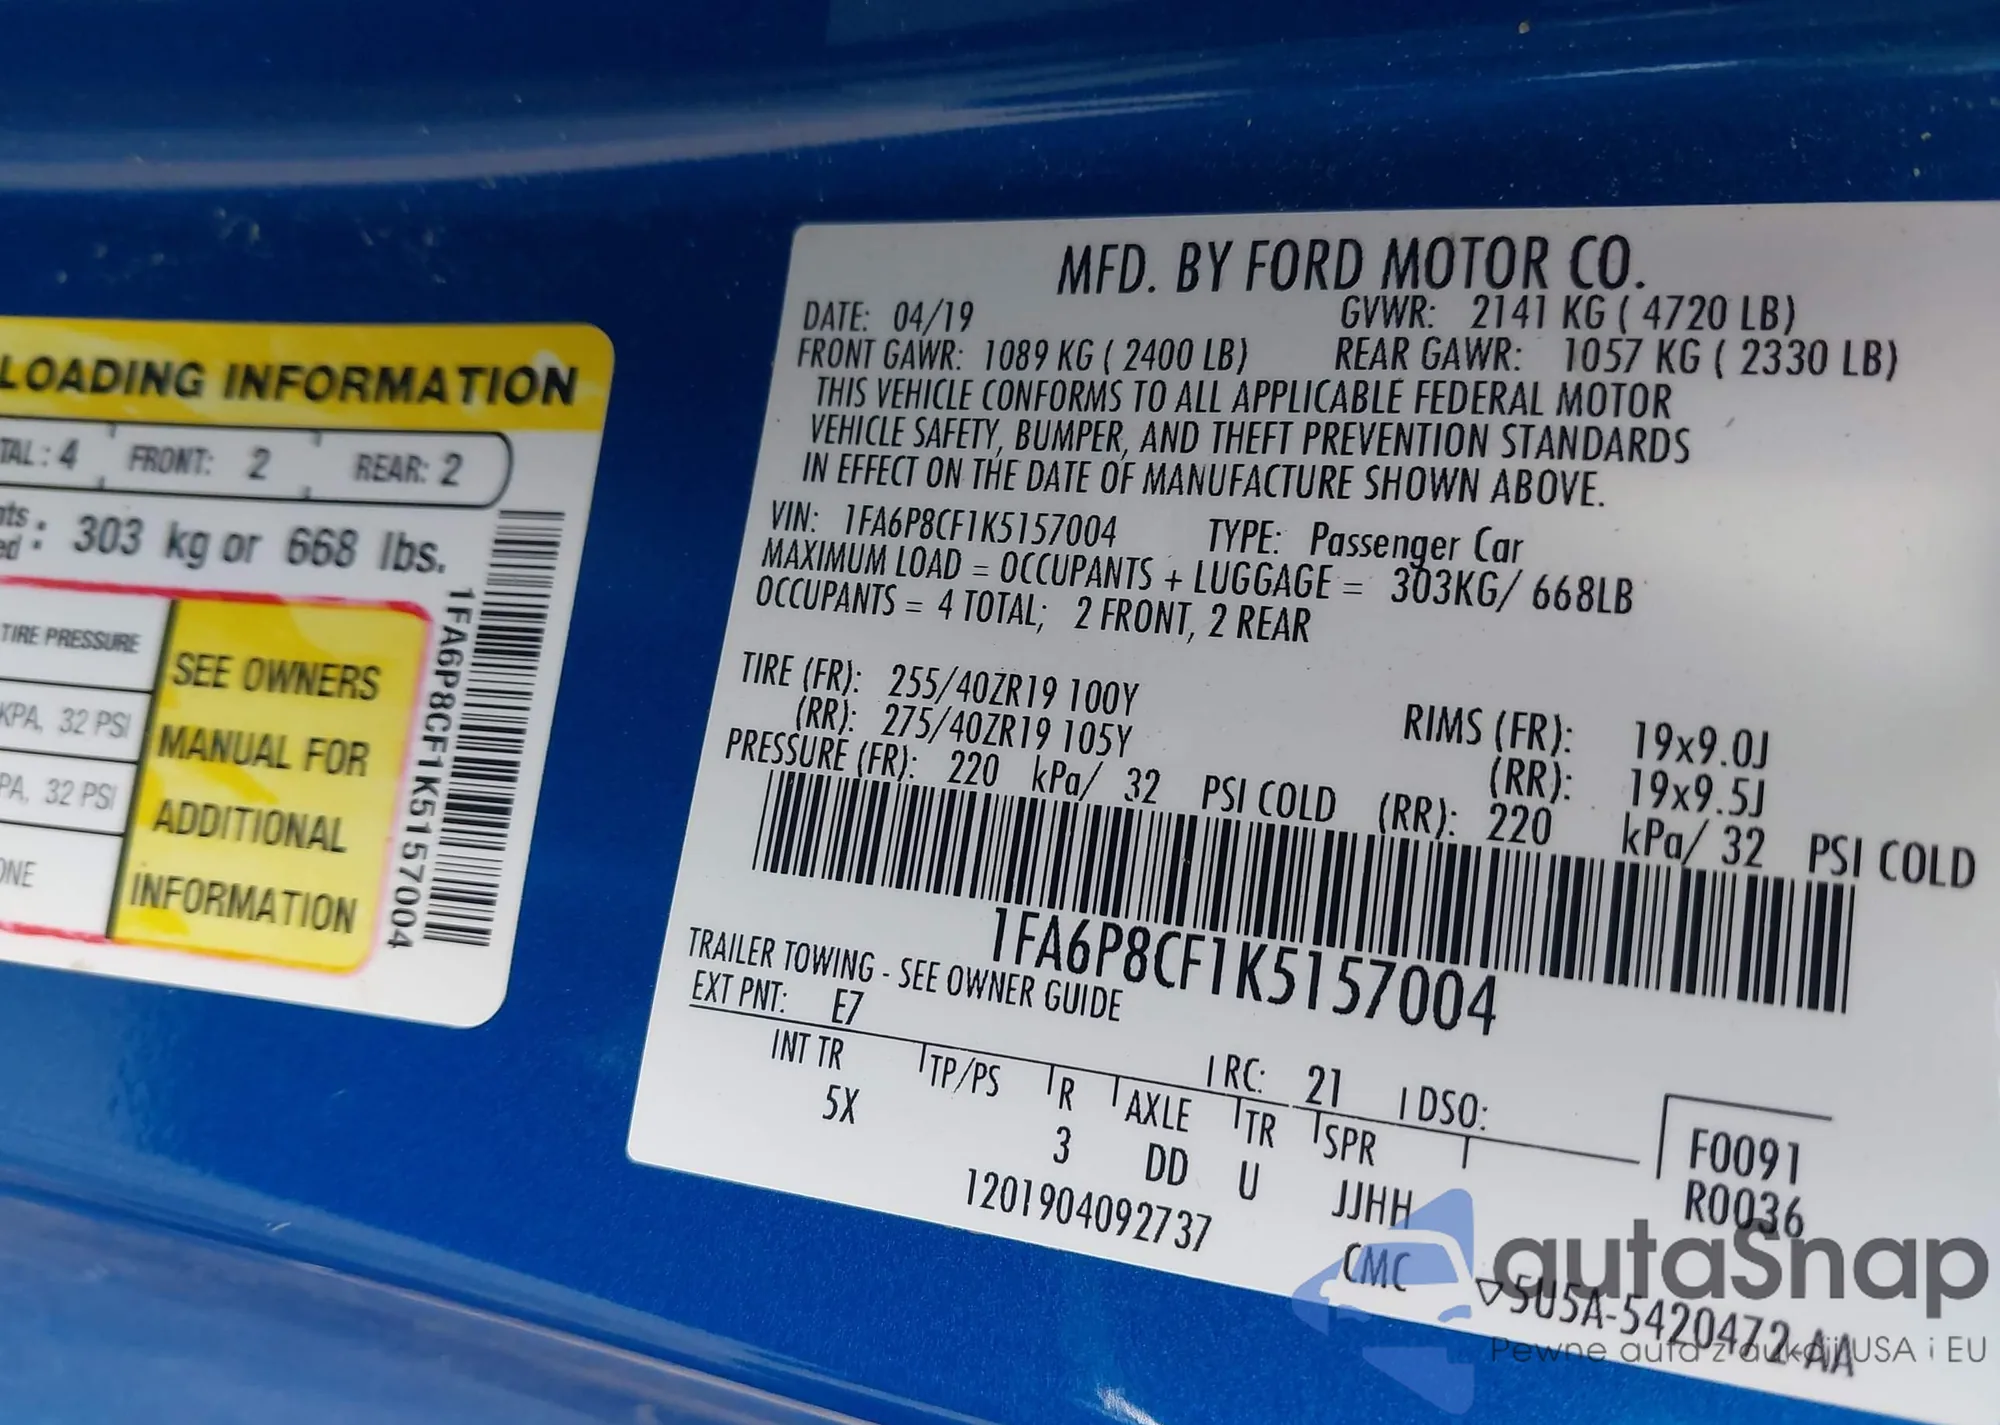 LOADING INFORMATION
TAL: 4 FRONT: 2 REAR: 2
nts : 303 kg or 668 lbs.
ed :
TIRE PRESSURE
KPA, 32 PSI
PA, 32 PSI
ONE
SEE OWNERS
MANUAL FOR
ADDITIONAL
INFORMATION
1FA6P8CF1K5157004
MFD. BY FORD MOTOR CO.
DATE: 04/19 GVWR: 2141 KG ( 4720 LB)
FRONT GAWR: 1089 KG ( 2400 LB) REAR GAWR: 1057 KG ( 2330 LB)
THIS VEHICLE CONFORMS TO ALL APPLICABLE FEDERAL MOTOR
VEHICLE SAFETY, BUMPER, AND THEFT PREVENTION STANDARDS
IN EFFECT ON THE DATE OF MANUFACTURE SHOWN ABOVE.
VIN: 1FA6P8CF1K5157004 TYPE: Passenger Car
MAXIMUM LOAD = OCCUPANTS + LUGGAGE = 303KG/ 668LB
OCCUPANTS = 4 TOTAL; 2 FRONT, 2 REAR
TIRE (FR): 255/40ZR19 100Y RIMS (FR): 19x9.0J
(RR): 275/40ZR19 105Y (RR): 19x9.5J
PRESSURE (FR): 220 kPa/ 32 PSI COLD (RR): 220 kPa/ 32 PSI COLD
1FA6P8CF1K5157004
TRAILER TOWING - SEE OWNER GUIDE
EXT PNT: E7 RC: 21 DSO:
INT TR TP/PS R AXLE TR SPR
5X 3 DD U JJHH
F0091
R0036
1201904092737
CMC
▽5U5A-5420472-AA
autaSnap
Pewne auta z aukcji USA i EU